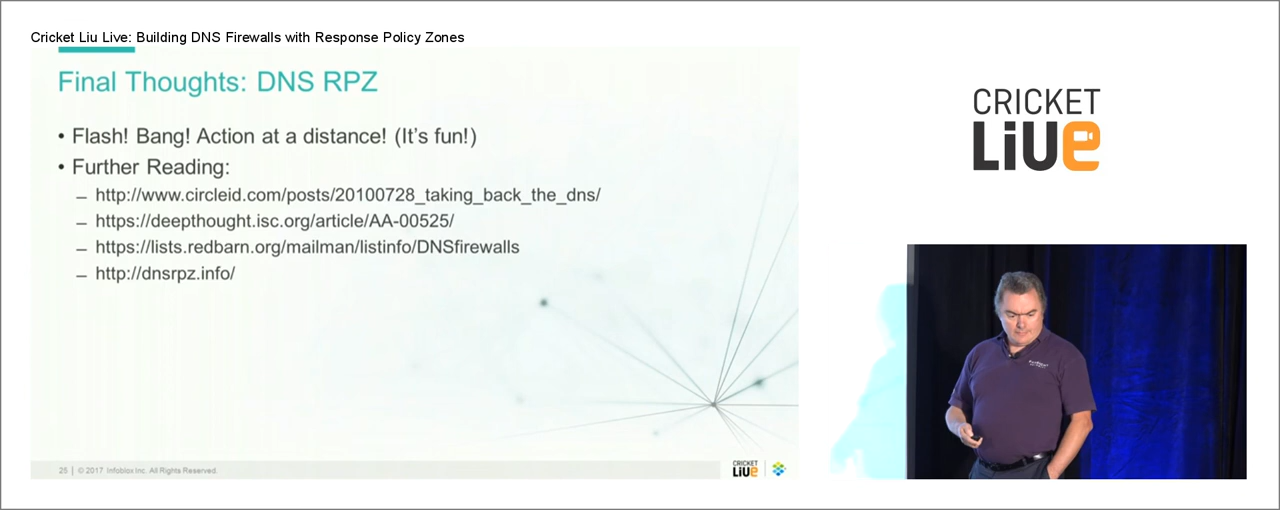 Cricket Liu Live: Building DNS Firewalls with Response Policy Zones
Final Thoughts: DNS RPZ
• Flash! Bang! Action at a distance! (It's fun!)
• Further Reading:
– http://www.circleid.com/posts/20100728_taking_back_the_dns/
– https://deepthought.isc.org/article/AA-00525/
– https://lists.redbarn.org/mailman/listinfo/DNSfirewalls
– http://dnsrpz.info/
25 | © 2017 Infoblox Inc. All Rights Reserved.
CRICKET
LiUe
CRICKET
LiUe